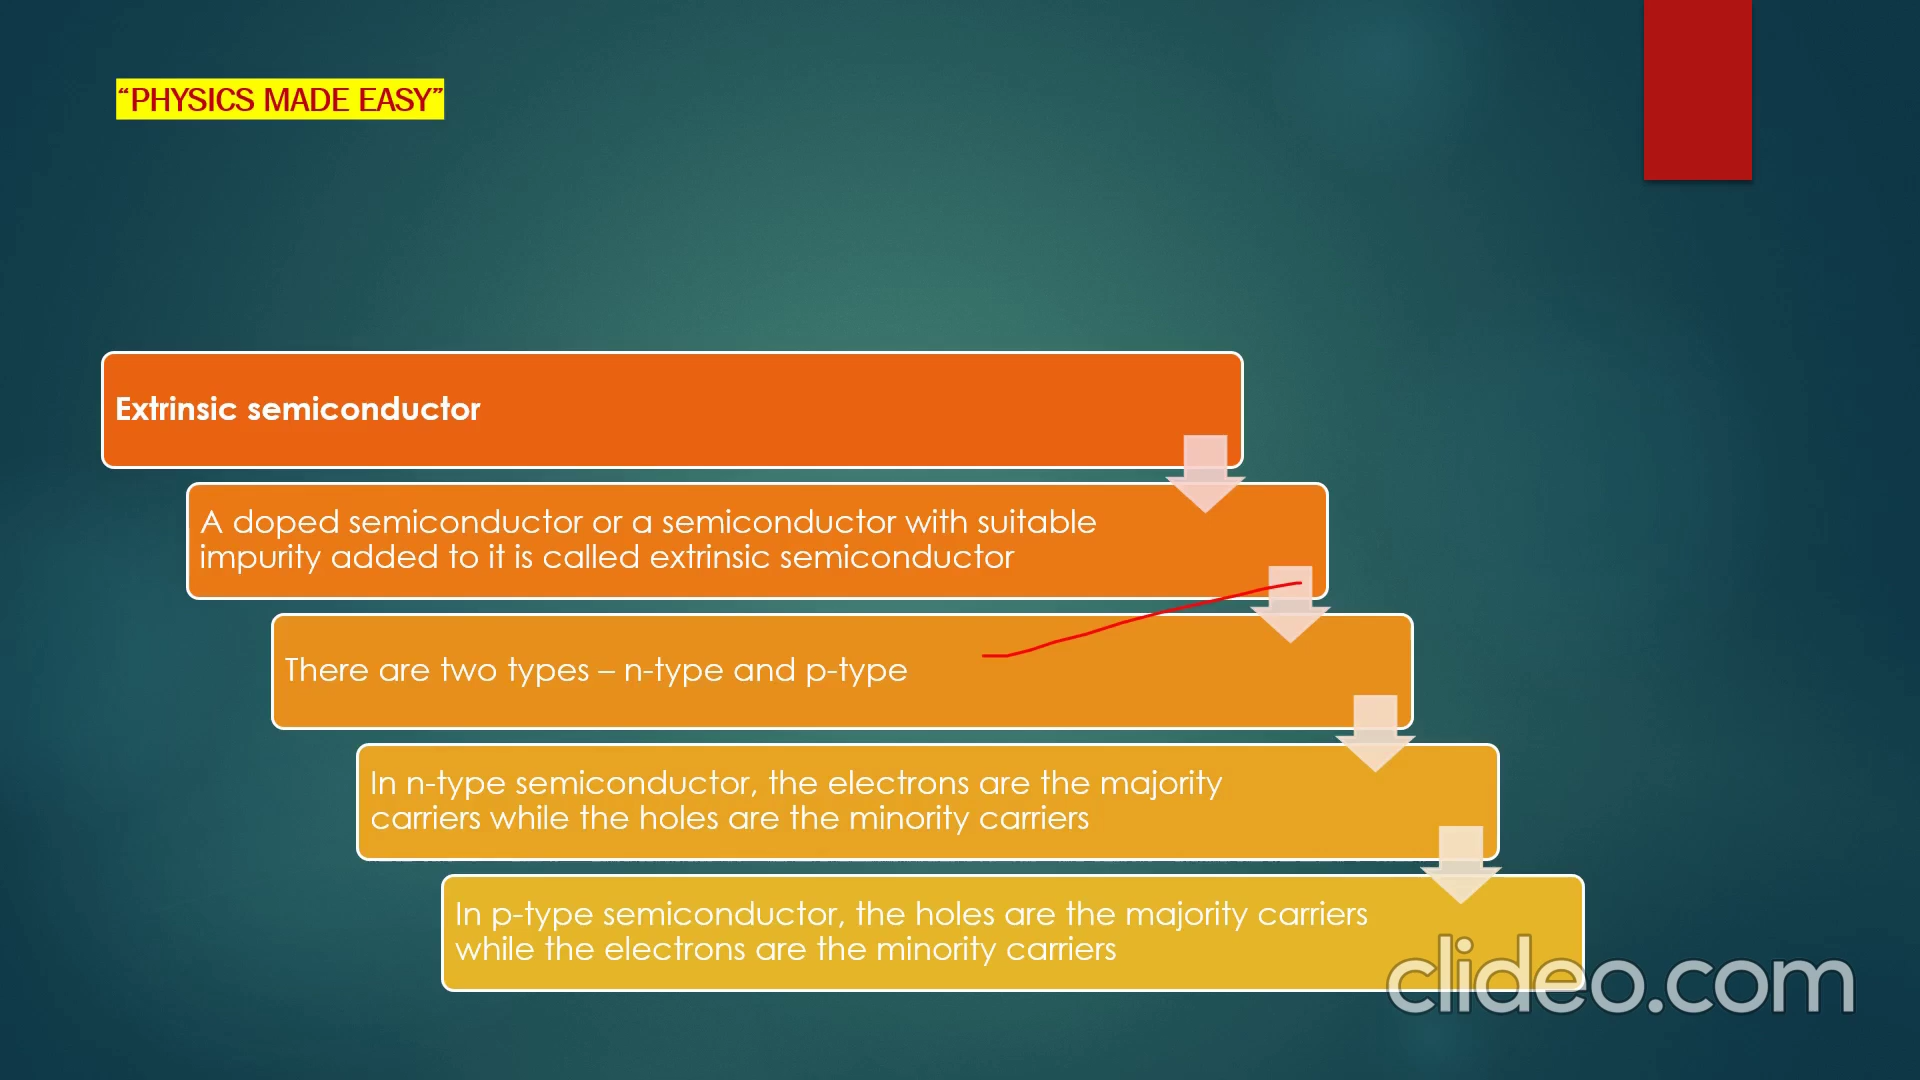 “PHYSICS MADE EASY”
Extrinsic semiconductor
A doped semiconductor or a semiconductor with suitable
impurity added to it is called extrinsic semiconductor
There are two types – n-type and p-type
In n-type semiconductor, the electrons are the majority
carriers while the holes are the minority carriers
In p-type semiconductor, the holes are the majority carriers
while the electrons are the minority carriers
clideo.com